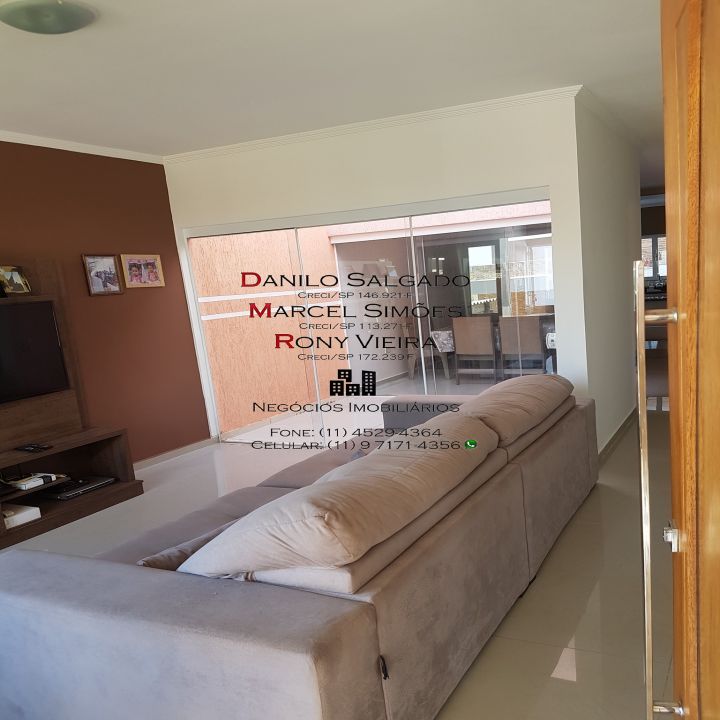 Danilo Salgado
Creci/SP 146.921-F
Marcel Simões
Creci/SP 113.271-F
Rony Vieira
Creci/SP 172.239 F
Negócios Imobiliários
Fone: (11) 4529-4364
Celular: (11) 9 7171-4356